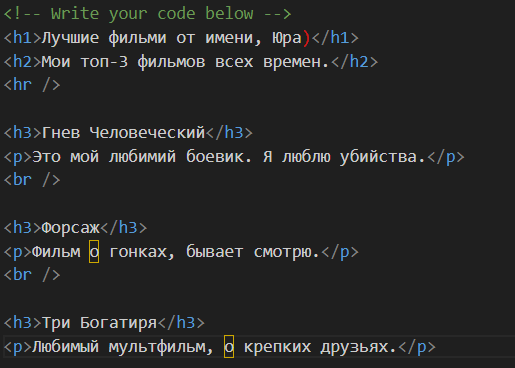 <!-- Write your code below -->
<h1>Лучшие фильми от имени, Юра)</h1>
<h2>Мои топ-3 фильмов всех времен.</h2>
<hr />
<h3>Гнев Человеческий</h3>
<p>Это мой любимий боевик. Я люблю убийства.</p>
<br />
<h3>Форсаж</h3>
<p>Фильм о гонках, бывает смотрю.</p>
<br />
<h3>Три Богатиря</h3>
<p>Любимый мультфильм, о крепких друзьях.</p>